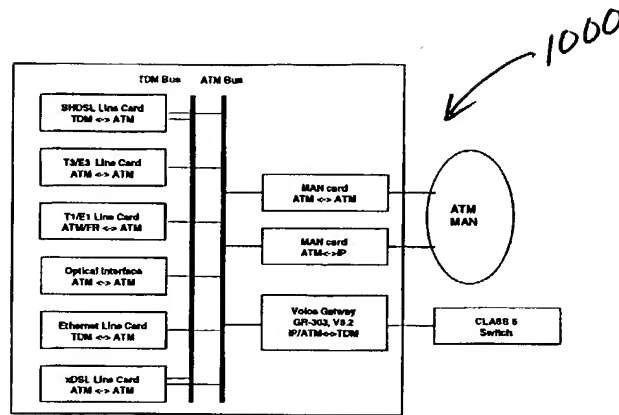 1000
TDM Bus
ATM Bus
SHDSL Line Card
TDM <-> ATM
T3/E3 Line Card
ATM <-> ATM
T1/E1 Line Card
ATM/FR <-> ATM
Optical Interface
ATM <-> ATM
Ethernet Line Card
TDM <-> ATM
xDSL Line Card
ATM <-> ATM
MAN card
ATM <-> ATM
MAN card
ATM<->IP
Voice Gatway
GR-303, V5.2
IP/ATM<->TDM
ATM
MAN
CLASS 5
Switch